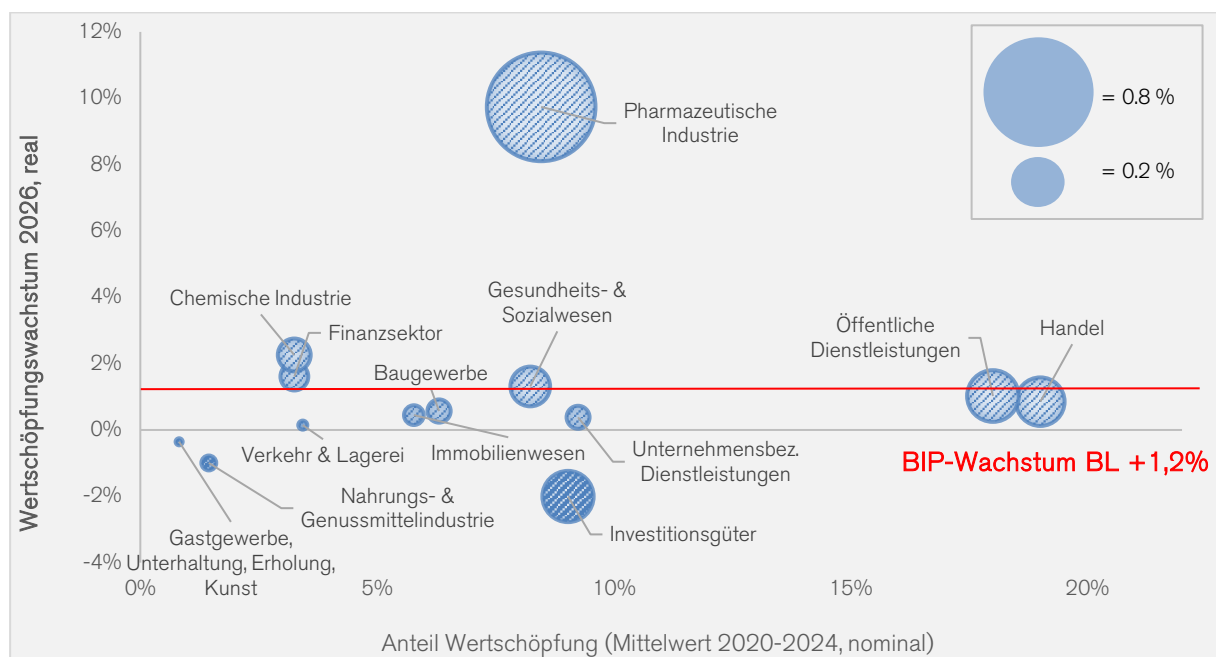 12%
10%
8%
6%
4%
2%
0%
-2%
-4%
Wertschöpfungswachstum 2026, real
= 0.8 %
= 0.2 %
Pharmazeutische
Industrie
Chemische Industrie
Finanzsektor
Gesundheits- &
Sozialwesen
Baugewerbe
Öffentliche
Dienstleistungen
Handel
Verkehr & Lagerei
Immobilienwesen
Unternehmensbez.
Dienstleistungen
BIP-Wachstum BL +1,2%
Nahrungs- &
Genussmittelindustrie
Investitionsgüter
Gastgewerbe,
Unterhaltung, Erholung,
Kunst
0%
5%
10%
15%
20%
Anteil Wertschöpfung (Mittelwert 2020-2024, nominal)